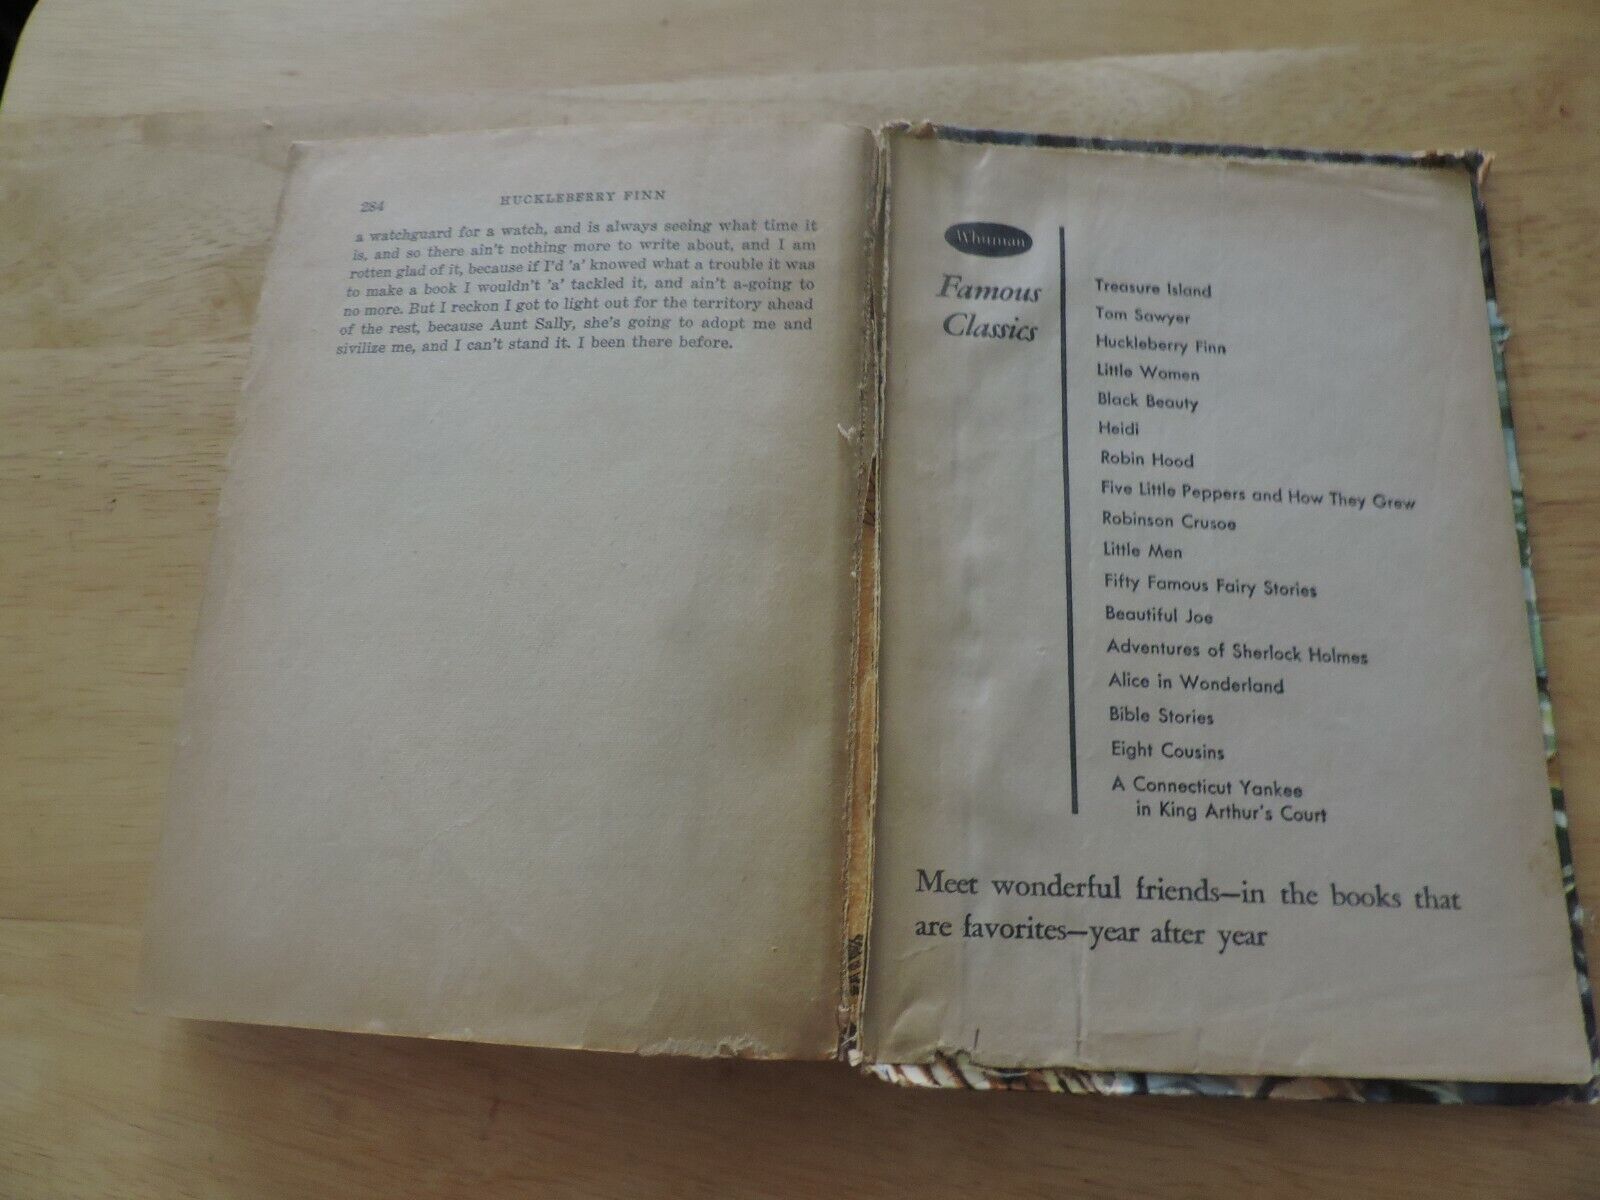 284
HUCKLEBERRY FINN
a watchguard for a watch, and is always seeing what time it
is, and so there ain't nothing more to write about, and I am
rotten glad of it, because if I'd 'a' knowed what a trouble it was
to make a book I wouldn't 'a' tackled it, and ain't a-going to
no more. But I reckon I got to light out for the territory ahead
of the rest, because Aunt Sally, she's going to adopt me and
sivilize me, and I can't stand it. I been there before.
Whitman
Famous
Classics
Treasure Island
Tom Sawyer
Huckleberry Finn
Little Women
Black Beauty
Heidi
Robin Hood
Five Little Peppers and How They Grew
Robinson Crusoe
Little Men
Fifty Famous Fairy Stories
Beautiful Joe
Adventures of Sherlock Holmes
Alice in Wonderland
Bible Stories
Eight Cousins
A Connecticut Yankee
in King Arthur's Court
Meet wonderful friends—in the books that
are favorites—year after year